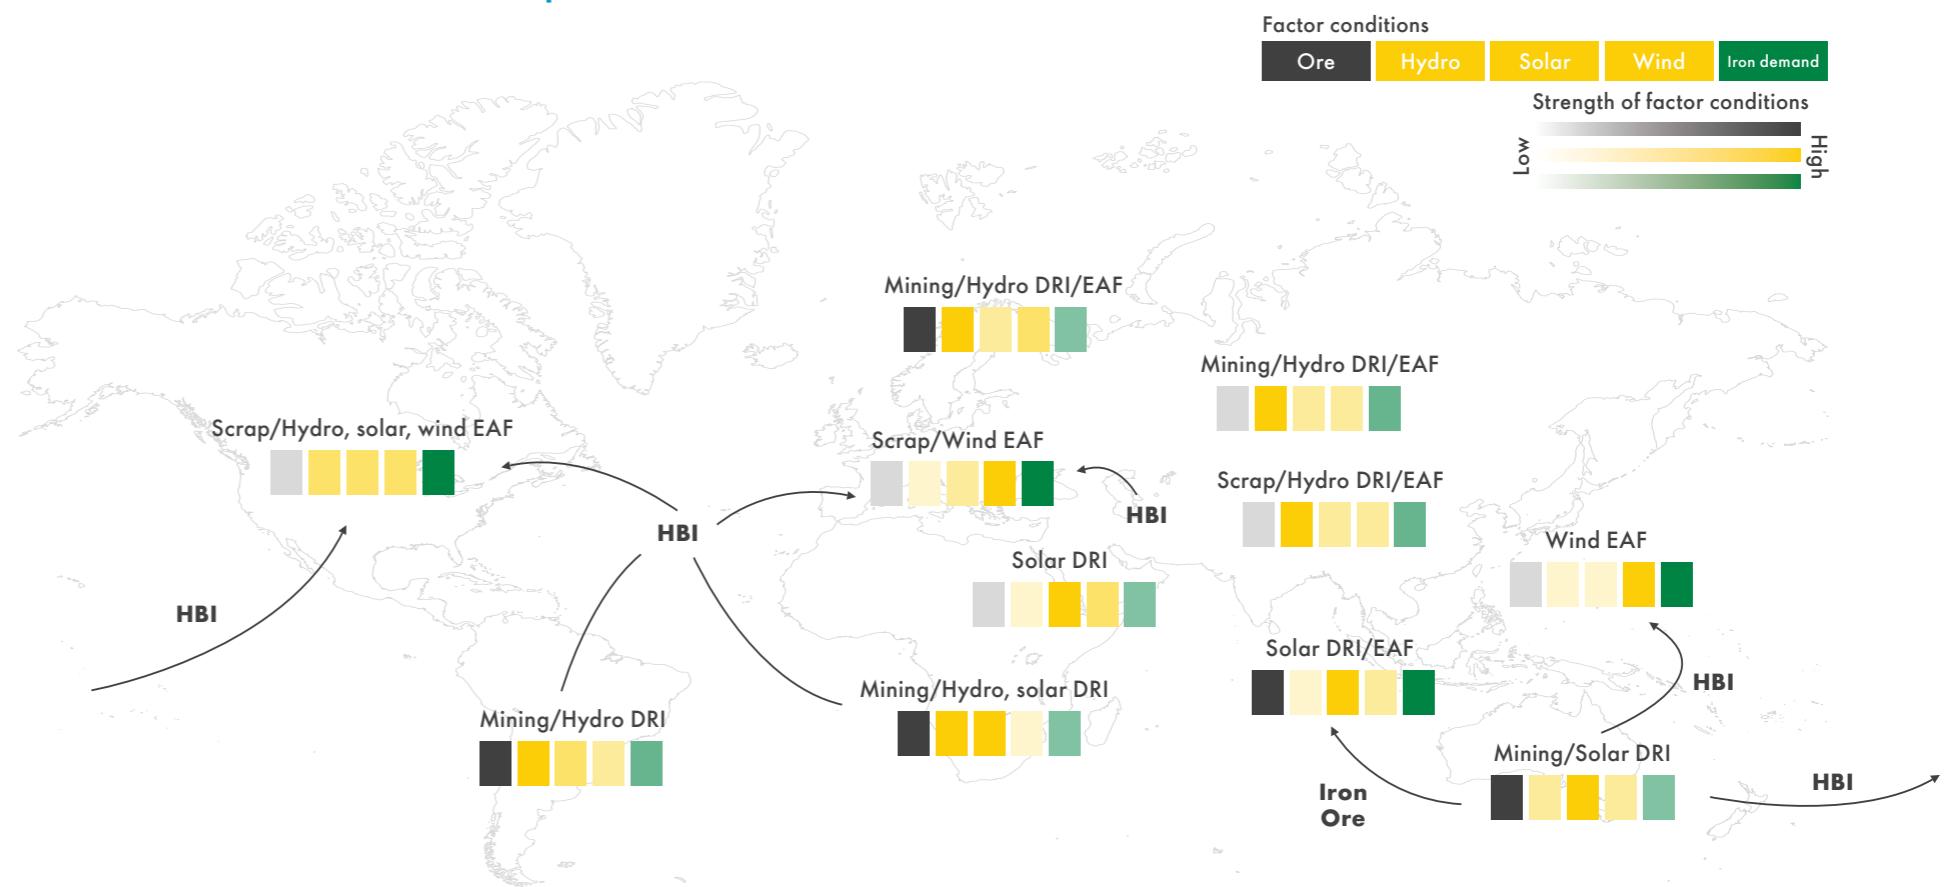 Factor conditions
Ore
Hydro
Solar
Wind
Iron demand
Strength of factor conditions
Low
High
Mining/Hydro DRI/EAF
Mining/Hydro DRI/EAF
Scrap/Hydro, solar, wind EAF
Scrap/Wind EAF
Scrap/Hydro DRI/EAF
HBI
HBI
Wind EAF
Solar DRI
HBI
Solar DRI/EAF
HBI
Mining/Hydro, solar DRI
Mining/Hydro DRI
Mining/Solar DRI
HBI
Iron
Ore